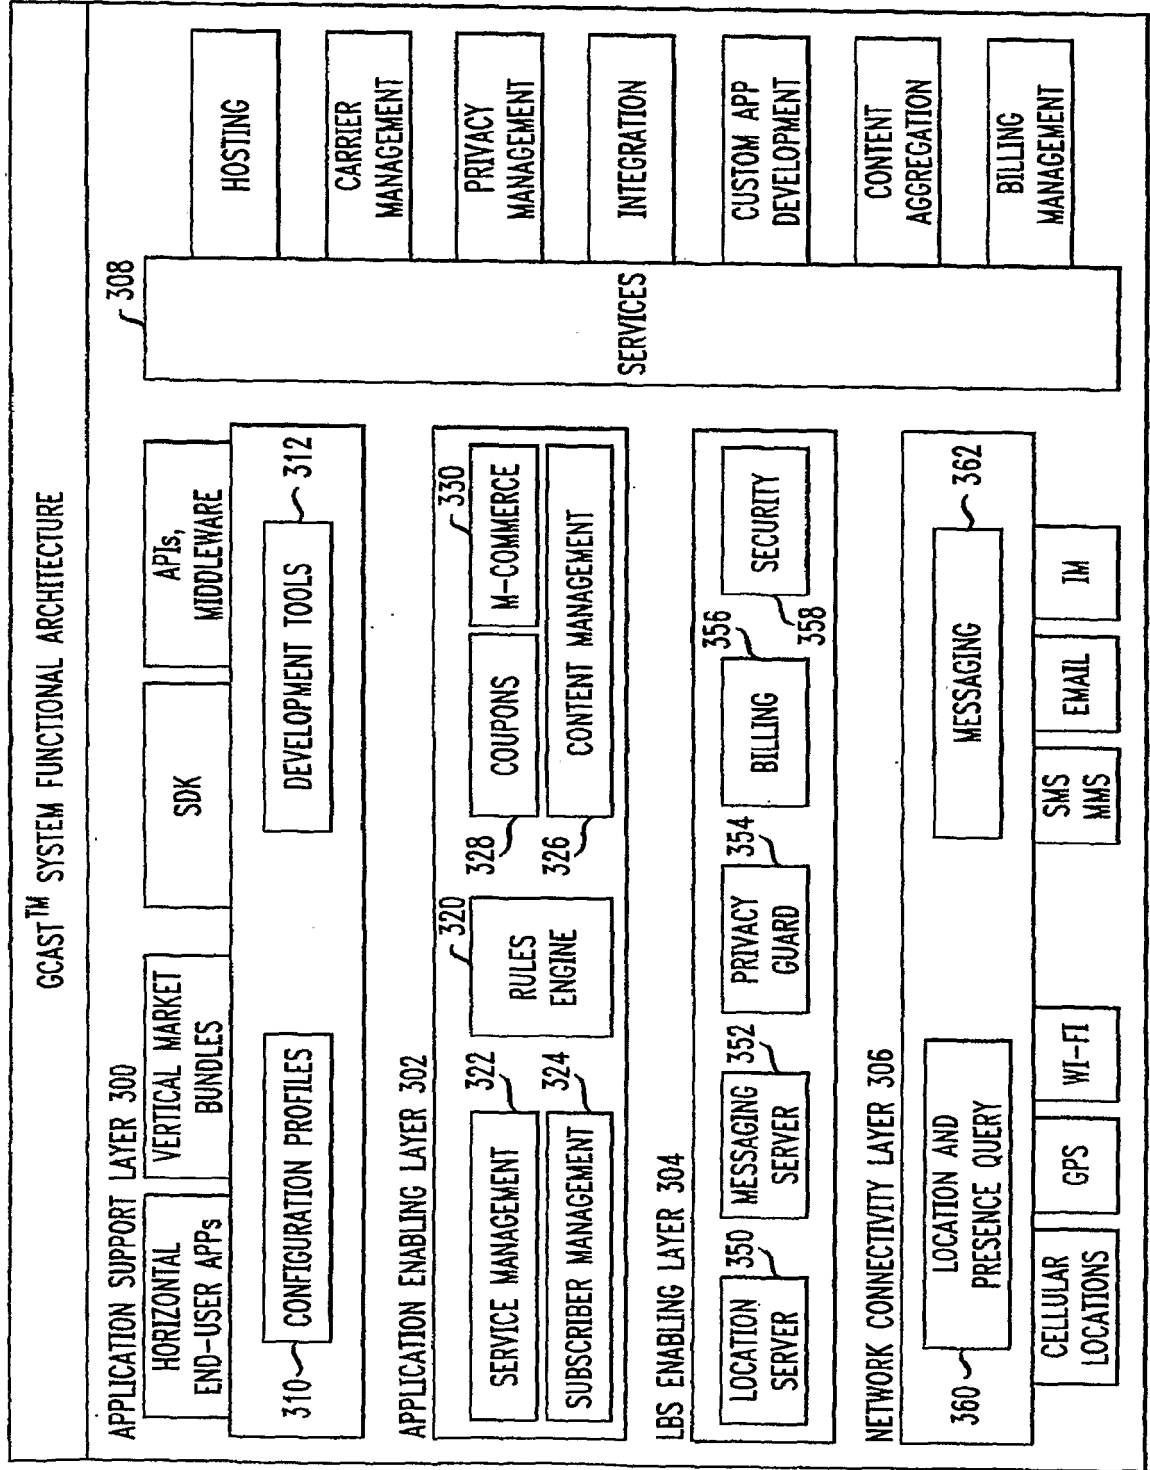 GCAST™ SYSTEM FUNCTIONAL ARCHITECTURE
APPLICATION SUPPORT LAYER 300
HORIZONTAL
END-USER APPs
VERTICAL MARKET
BUNDLES
SDK
APIs,
MIDDLEWARE
310
CONFIGURATION PROFILES
DEVELOPMENT TOOLS
312
APPLICATION ENABLING LAYER 302
SERVICE MANAGEMENT
322
SUBSCRIBER MANAGEMENT
324
320
RULES
ENGINE
328
COUPONS
330
M-COMMERCE
326
CONTENT MANAGEMENT
LBS ENABLING LAYER 304
LOCATION
SERVER
350
MESSAGING
SERVER
352
PRIVACY
GUARD
354
BILLING
356
SECURITY
358
NETWORK CONNECTIVITY LAYER 306
360
LOCATION AND
PRESENCE QUERY
MESSAGING
362
CELLULAR
LOCATIONS
GPS
WI-FI
SMS
MMS
EMAIL
IM
308
SERVICES
HOSTING
CARRIER
MANAGEMENT
PRIVACY
MANAGEMENT
INTEGRATION
CUSTOM APP
DEVELOPMENT
CONTENT
AGGREGATION
BILLING
MANAGEMENT